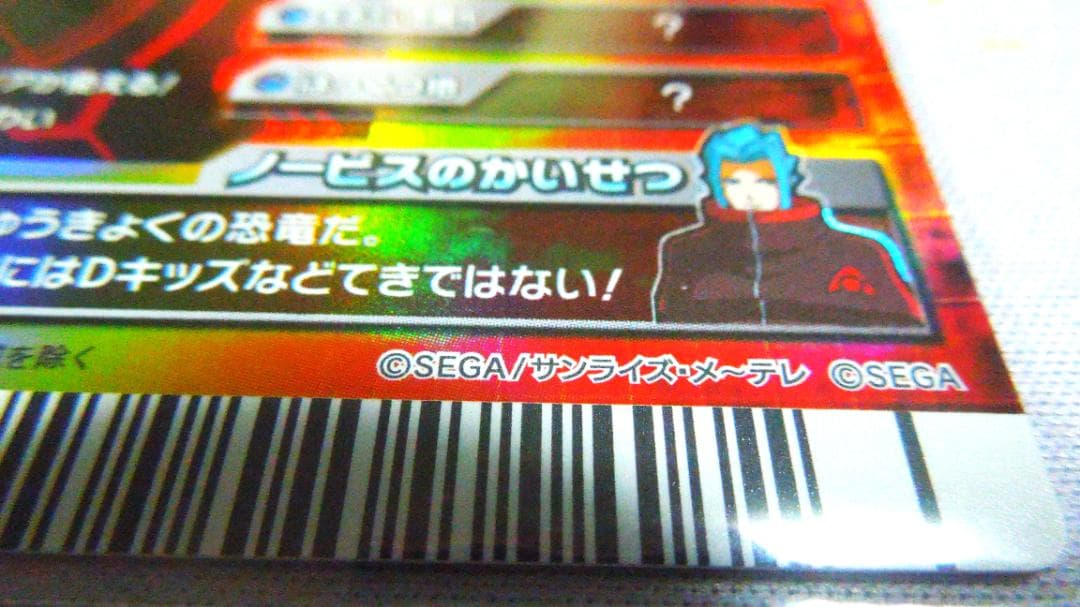 ?
?
ノービスのかいせつ
ゅうきょくの恐竜だ。
にはDキッズなどてきではない!
を除く
©SEGA/サンライズ・メ〜テレ ©SEGA